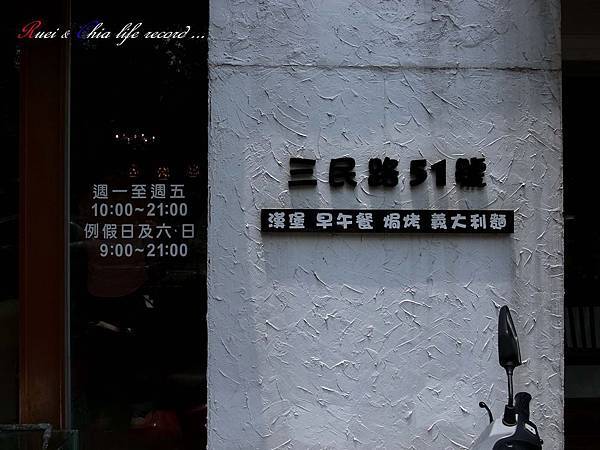 Ruei & Chia life record ...
週一至週五
10:00~21:00
例假日及六·日
9:00~21:00
三民路51號
漢堡 早午餐 焗烤 義大利麵